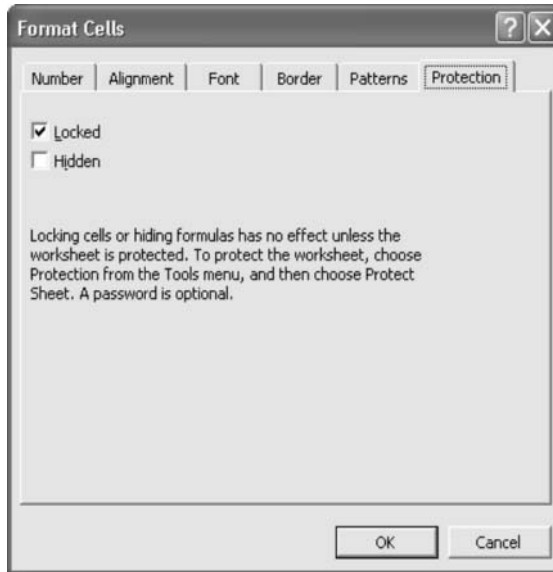 Format Cells
Number Alignment Font Border Patterns Protection
Locked
Hidden
Locking cells or hiding formulas has no effect unless the
worksheet is protected. To protect the worksheet, choose
Protection from the Tools menu, and then choose Protect
Sheet. A password is optional.
OK Cancel